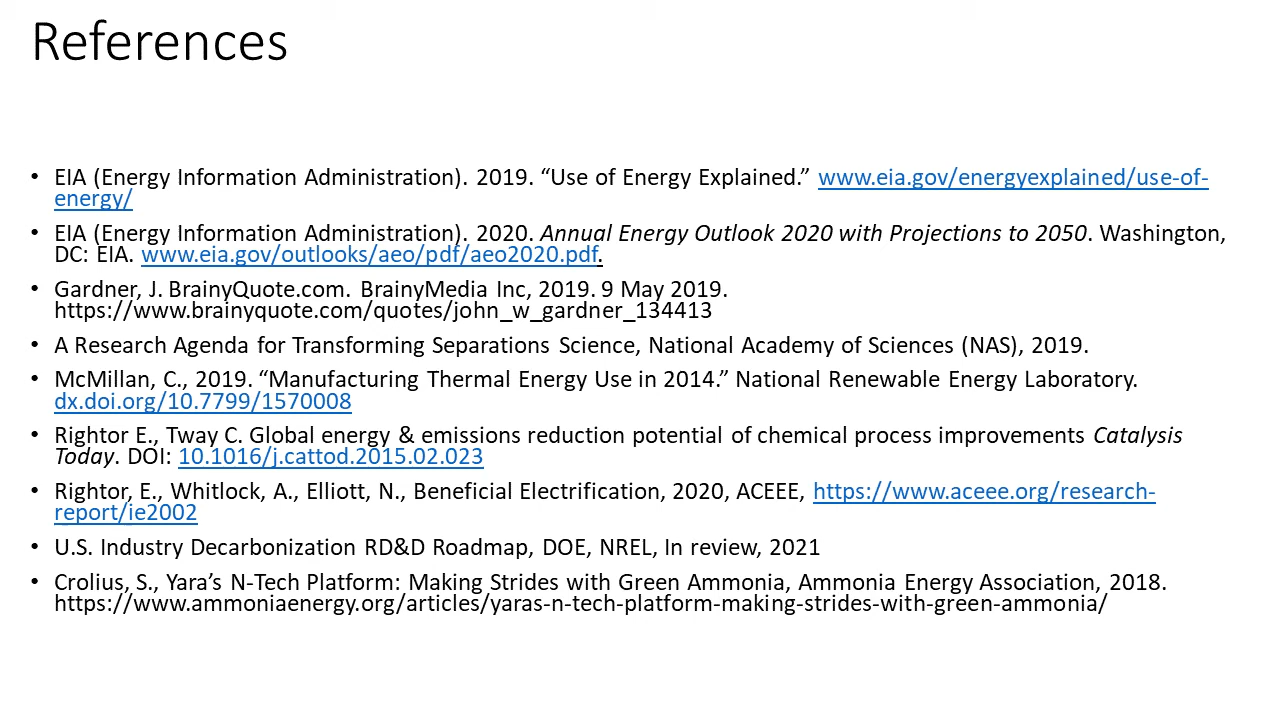 References
• EIA (Energy Information Administration). 2019. “Use of Energy Explained.” www.eia.gov/energyexplained/use-of-
energy/
• EIA (Energy Information Administration). 2020. Annual Energy Outlook 2020 with Projections to 2050. Washington,
DC: EIA. www.eia.gov/outlooks/aeo/pdf/aeo2020.pdf.
• Gardner, J. BrainyQuote.com. BrainyMedia Inc, 2019. 9 May 2019.
https://www.brainyquote.com/quotes/john_w_gardner_134413
• A Research Agenda for Transforming Separations Science, National Academy of Sciences (NAS), 2019.
• McMillan, C., 2019. “Manufacturing Thermal Energy Use in 2014.” National Renewable Energy Laboratory.
dx.doi.org/10.7799/1570008
• Rightor E., Tway C. Global energy & emissions reduction potential of chemical process improvements Catalysis
Today. DOI: 10.1016/j.cattod.2015.02.023
• Rightor, E., Whitlock, A., Elliott, N., Beneficial Electrification, 2020, ACEEE, https://www.aceee.org/research-
report/ie2002
• U.S. Industry Decarbonization RD&D Roadmap, DOE, NREL, In review, 2021
• Crolius, S., Yara’s N-Tech Platform: Making Strides with Green Ammonia, Ammonia Energy Association, 2018.
https://www.ammoniaenergy.org/articles/yaras-n-tech-platform-making-strides-with-green-ammonia/